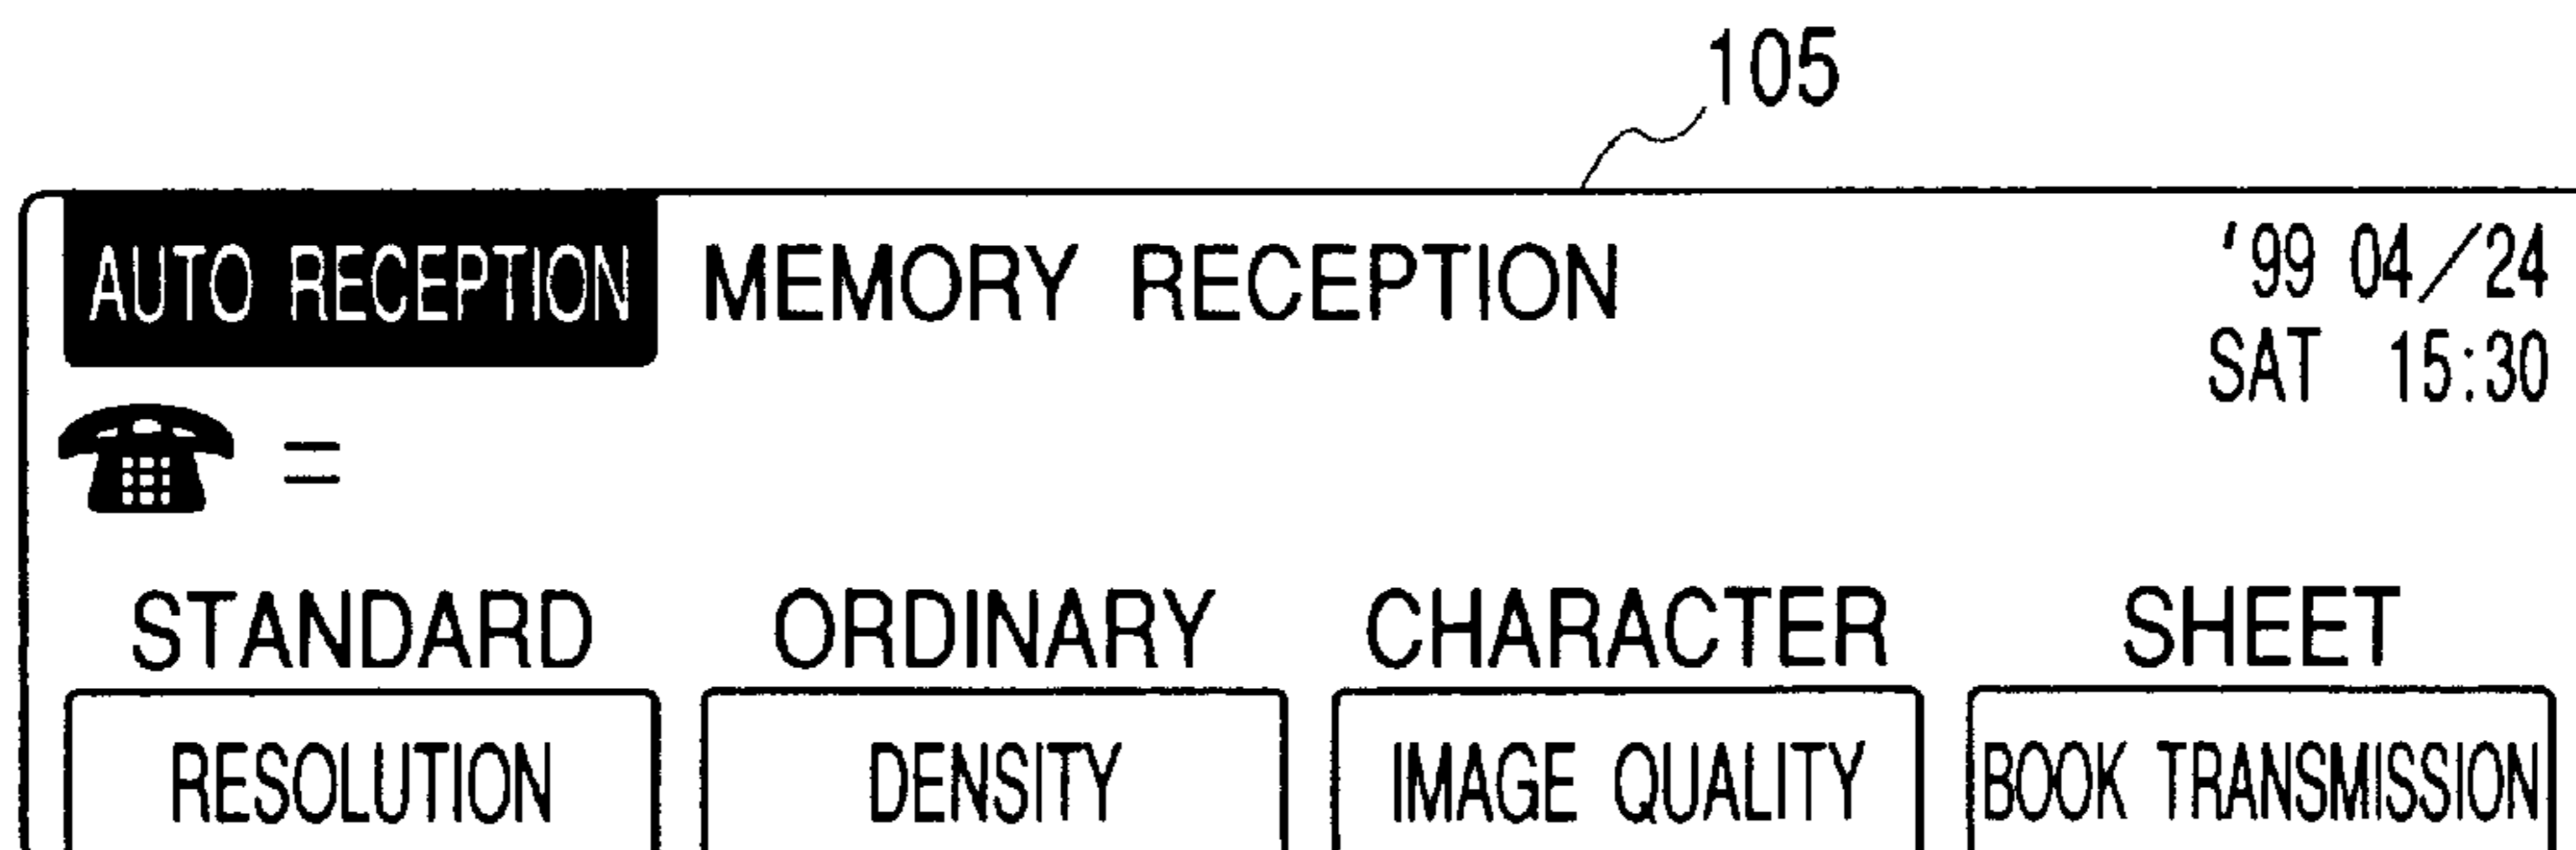 105
AUTO RECEPTION MEMORY RECEPTION '99 04/24
SAT 15:30
=
STANDARD ORDINARY CHARACTER SHEET
RESOLUTION DENSITY IMAGE QUALITY BOOK TRANSMISSION